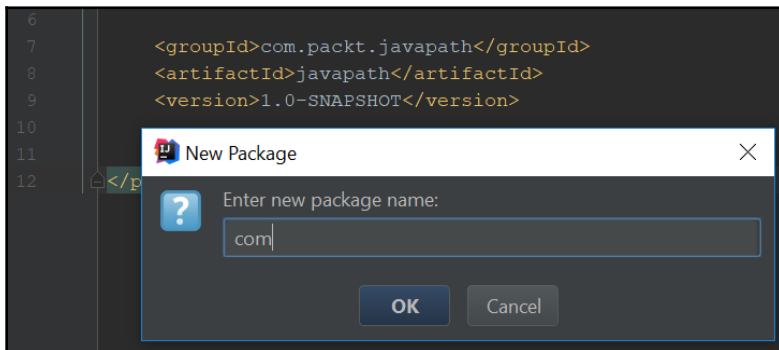 6
7 <groupId>com.packt.javapath</groupId>
8 <artifactId>javapath</artifactId>
9 <version>1.0-SNAPSHOT</version>
10
11
12 </p
New Package
Enter new package name:
com
OK Cancel